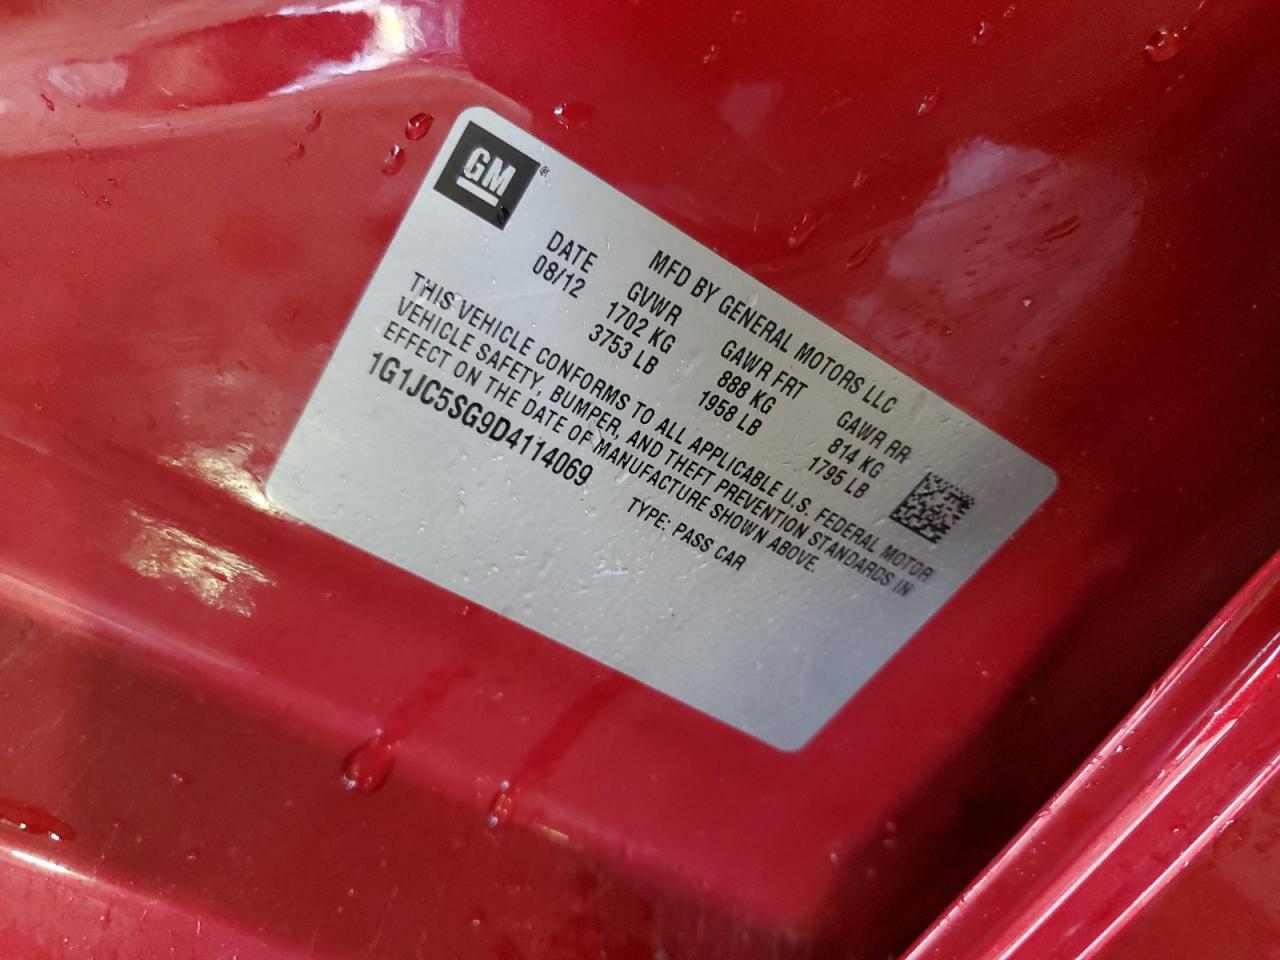 GM ®
MFD BY GENERAL MOTORS LLC
DATE GVWR GAWR FRT GAWR RR
08/12 1702 KG 888 KG 814 KG
3753 LB 1958 LB 1795 LB
THIS VEHICLE CONFORMS TO ALL APPLICABLE U.S. FEDERAL MOTOR
VEHICLE SAFETY, BUMPER, AND THEFT PREVENTION STANDARDS IN
EFFECT ON THE DATE OF MANUFACTURE SHOWN ABOVE.
1G1JC5SG9D4114069 TYPE: PASS CAR